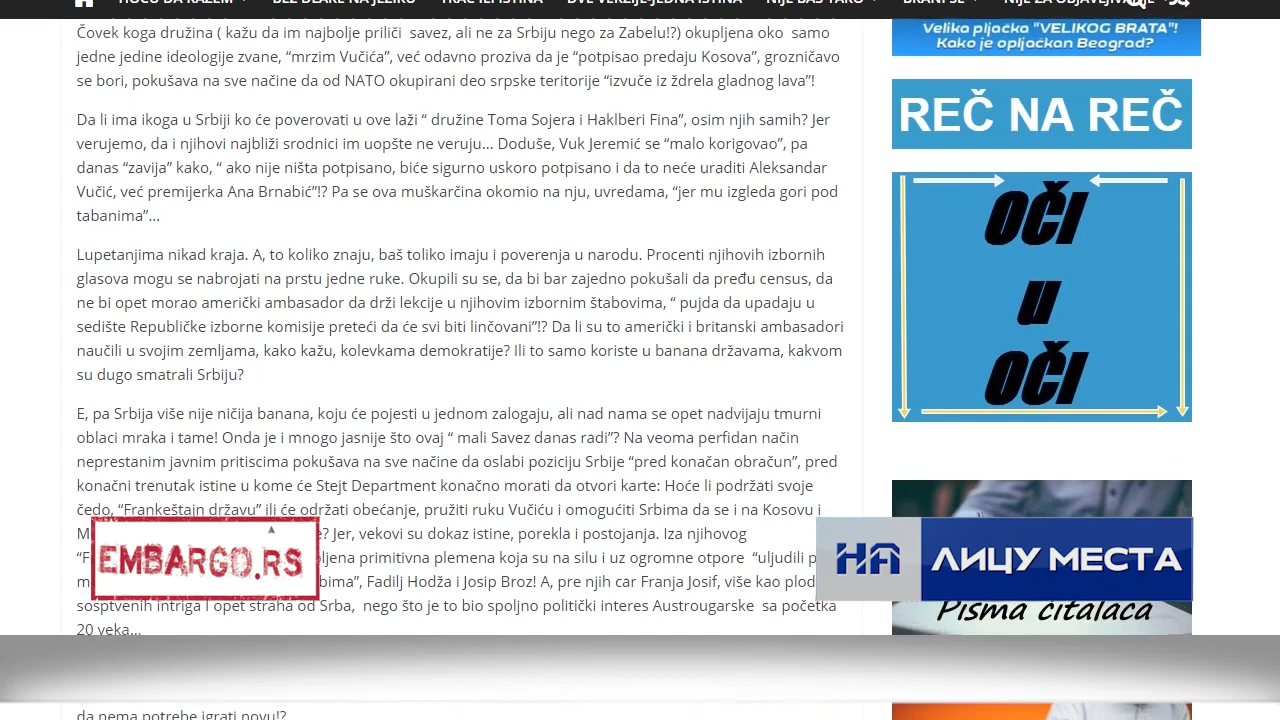 Čovek koga družina ( kažu da im najbolje priliči  savez, ali ne za Srbiju nego za Zabelu!?) okupljena oko  samo
jedne jedine ideologije zvane, “mrzim Vučića”, već odavno proziva da je “potpisao predaju Kosova”, grozničavo
se bori, pokušava na sve načine da od NATO okupirani deo srpske teritorije “izvuče iz ždrela gladnog lava”!
Da li ima ikoga u Srbiji ko će poverovati u ove laži “ družine Toma Sojera i Haklberi Fina”, osim njih samih? Jer
verujemo, da i njihovi najbliži srodnici im uopšte ne veruju… Doduše, Vuk Jeremić se “malo korigovao”, pa
danas “zavija” kako, “ ako nije ništa potpisano, biće sigurno uskoro potpisano i da to neće uraditi Aleksandar
Vučić, već premijerka Ana Brnabić”!? Pa se ova muškarčina okomio na nju, uvredama, “jer mu izgleda gori pod
tabanima”…
Lupetanjima nikad kraja. A, to koliko znaju, baš toliko imaju i poverenja u narodu. Procenti njihovih izbornih
glasova mogu se nabrojati na prstu jedne ruke. Okupili su se, da bi bar zajedno pokušali da pređu census, da
ne bi opet morao američki ambasador da drži lekcije u njihovim izbornim štabovima, “ pujda da upadaju u
sedište Republičke izborne komisije preteći da će svi biti linčovani”!? Da li su to američki i britanski ambasadori
naučili u svojim zemljama, kako kažu, kolevkama demokratije? Ili to samo koriste u banana državama, kakvom
su dugo smatrali Srbiju?
E, pa Srbija više nije ničija banana, koju će pojesti u jednom zalogaju, ali nad nama se opet nadvijaju tmurni
oblaci mraka i tame! Onda je i mnogo jasnije što ovaj “ mali Savez danas radi”? Na veoma perfidan način
neprestanim javnim pritiscima pokušava na sve načine da oslabi poziciju Srbije “pred konačan obračun”, pred
konačni trenutak istine u kome će Stejt Department konačno morati da otvori karte: Hoće li podržati svoje
čedo, “Frankeštajn državu” ili će održati obećanje, pružiti ruku Vučiću i omogućiti Srbima da se i na Kosovu i
? Jer, vekovi su dokaz istine, porekla i postojanja. Iza njihovog
primitivna plemena koja su na silu i uz ogromne otpore  “uljudili
Fadilj Hodža i Josip Broz! A, pre njih car Franja Josif, više kao plod
sosptvenih intriga I opet straha od Srba,  nego što je to bio spoljno politički interes Austrougarske  sa početka
20 veka…
da nema potrebe igrati novu!?
Velika pljačka "VELIKOG BRATA"!
Kako je opljačkan Beograd?
REČ NA REČ
OČI
u
OČI
Pisma čitalaca
EMBARGO.RS
НА ЛИЦУ МЕСТА